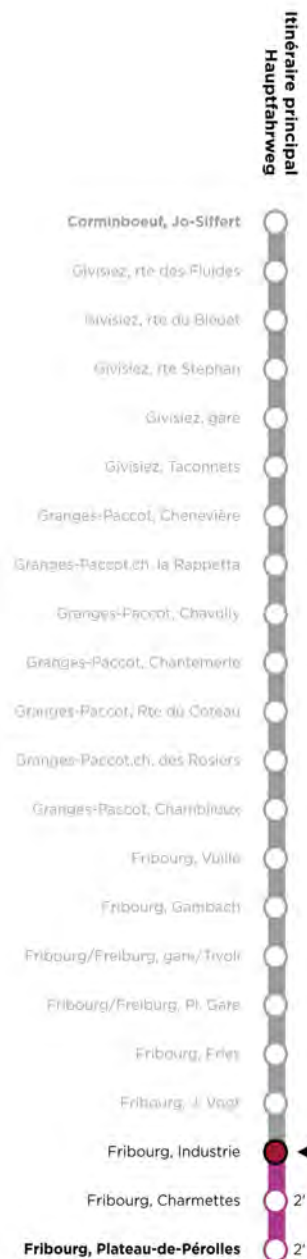 Itinéraire principal
Hauptfahrweg
Corminboeuf, Jo-Siffert
Givisiez, rte des Fluides
Givisiez, rte du Bleuet
Givisiez, rte Stephan
Givisiez, gare
Givisiez, Taconnets
Granges-Paccot, Chenevière
Granges-Paccot,ch. la Rappetta
Granges-Paccot, Chavully
Granges-Paccot, Chantemerle
Granges-Paccot, Rte du Coteau
Granges-Paccot,ch. des Rosiers
Granges-Paccot, Chamblioux
Fribourg, Vuille
Fribourg, Gambach
Fribourg/Freiburg, gare/Tivoli
Fribourg/Freiburg, Pl. Gare
Fribourg, Fries
Fribourg, J. Vogt
Fribourg, Industrie
Fribourg, Charmettes 2'
Fribourg, Plateau-de-Pérolles 2'